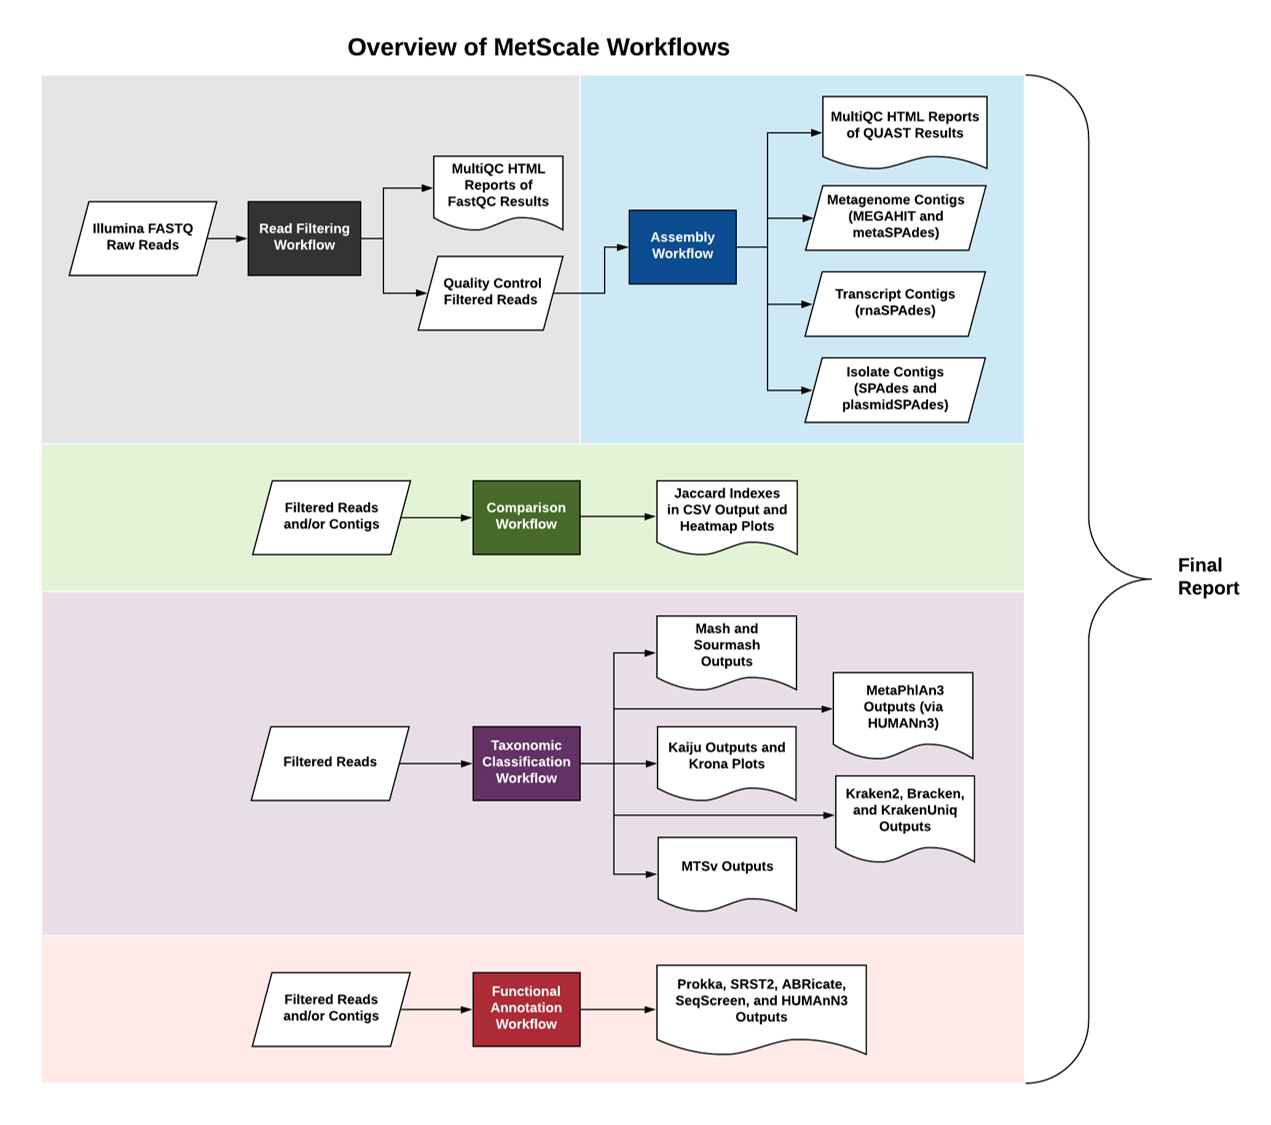 Overview of MetScale Workflows
Illumina FASTQ
Raw Reads
Read Filtering
Workflow
MultiQC HTML
Reports of
FastQC Results
Quality Control
Filtered Reads
Assembly
Workflow
MultiQC HTML Reports
of QUAST Results
Metagenome Contigs
(MEGAHIT and
metaSPAdes)
Transcript Contigs
(rnaSPAdes)
Isolate Contigs
(SPAdes and
plasmidSPAdes)
Filtered Reads
and/or Contigs
Comparison
Workflow
Jaccard Indexes
in CSV Output and
Heatmap Plots
Final
Report
Filtered Reads
Taxonomic
Classification
Workflow
Mash and
Sourmash
Outputs
MetaPhlAn3
Outputs (via
HUMANn3)
Kaiju Outputs and
Krona Plots
Kraken2, Bracken,
and KrakenUniq
Outputs
MTSv Outputs
Filtered Reads
and/or Contigs
Functional
Annotation
Workflow
Prokka, SRST2, ABRicate,
SeqScreen, and HUMAnN3
Outputs